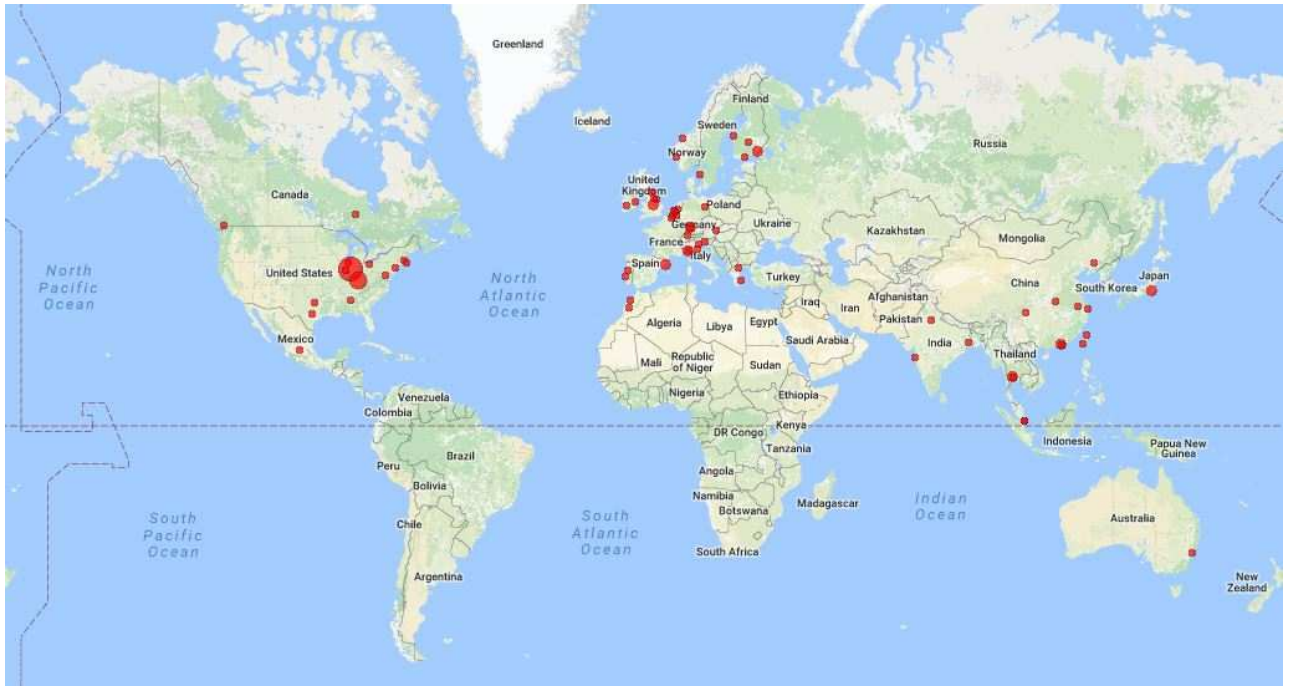 Greenland
Iceland
Finland
Sweden
Norway
Russia
United
Kingdom
Canada
Poland
Germany
Ukraine
France
Kazakhstan
Mongolia
Italy
Spain
Turkey
United States
North
Pacific
Ocean
North
Atlantic
Ocean
China
Japan
South Korea
Afghanistan
Iraq
Iran
Pakistan
Algeria
Libya
Egypt
Saudi Arabia
India
Mexico
Mali
Republic
of Niger
Sudan
Thailand
Nigeria
Ethiopia
Venezuela
Colombia
DR Congo
Kenya
Tanzania
Indonesia
Papua New
Guinea
Brazil
Peru
Bolivia
Angola
Namibia
Botswana
Madagascar
Indian
Ocean
Australia
South
Pacific
Ocean
South
Atlantic
Ocean
Chile
South Africa
Argentina
New
Zealand